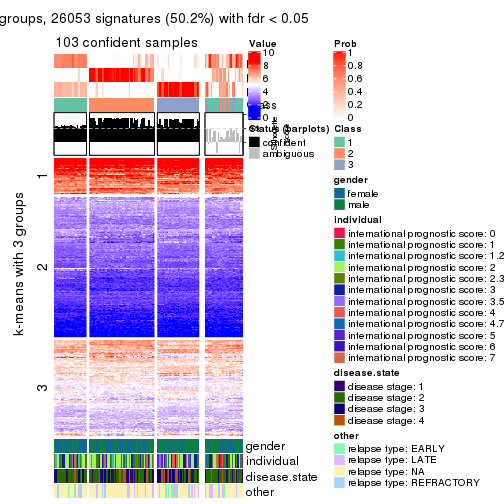 groups, 26053 signatures (50.2%) with fdr < 0.05
103 confident samples
k-means with 3 groups
1
2
3
gender
individual
disease.state
other
Value
10
8
6
4
2
0
Status (barplots)
confident
ambiguous
Prob
1
0.8
0.6
0.4
0.2
0
Class
1
2
3
gender
female
male
individual
international prognostic score: 0
international prognostic score: 1
international prognostic score: 1.2
international prognostic score: 2
international prognostic score: 2.3
international prognostic score: 3
international prognostic score: 3.5
international prognostic score: 4
international prognostic score: 4.7
international prognostic score: 5
international prognostic score: 6
international prognostic score: 7
disease.state
disease stage: 1
disease stage: 2
disease stage: 3
disease stage: 4
other
relapse type: EARLY
relapse type: LATE
relapse type: NA
relapse type: REFRACTORY